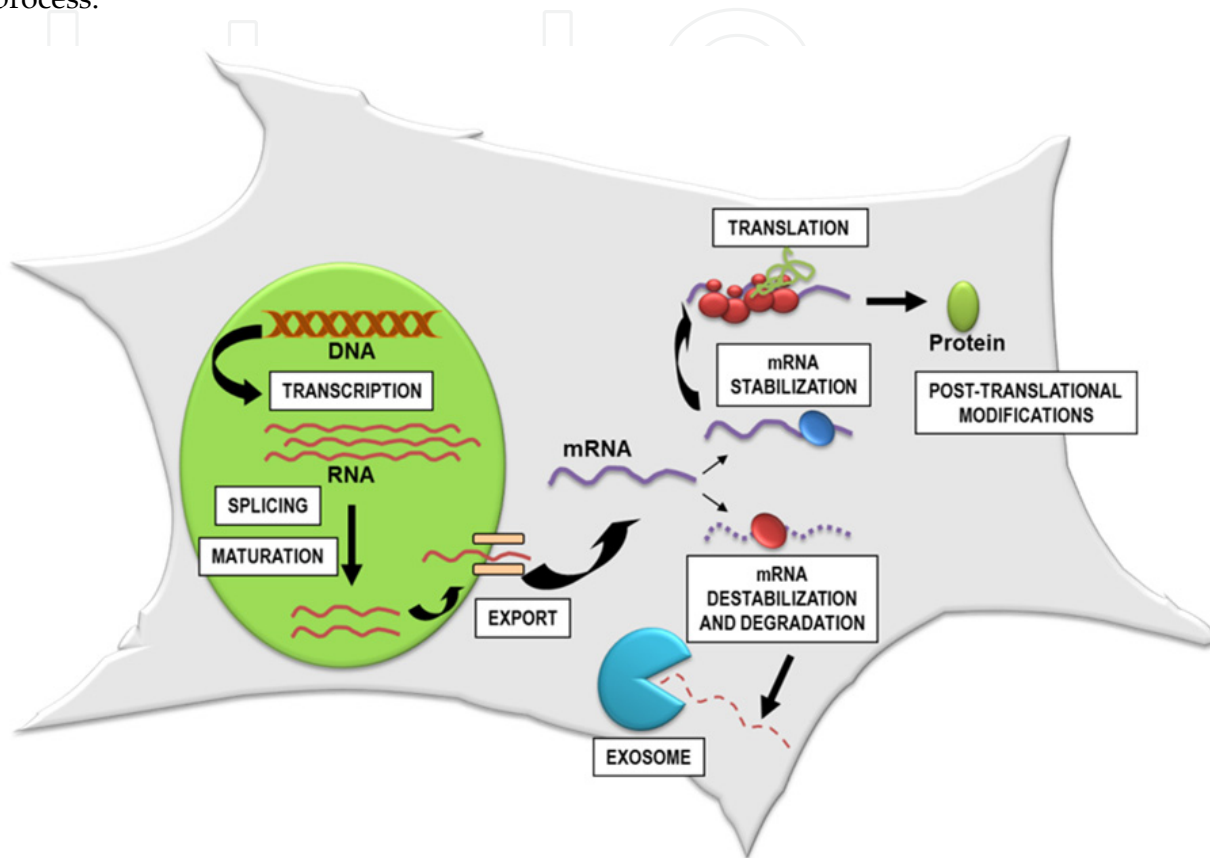 process.
TRANSLATION
DNA
TRANSCRIPTION
RNA
SPLICING
MATURATION
EXPORT
mRNA
mRNA
STABILIZATION
Protein
POST-TRANSLATIONAL
MODIFICATIONS
mRNA
DESTABILIZATION
AND DEGRADATION
EXOSOME